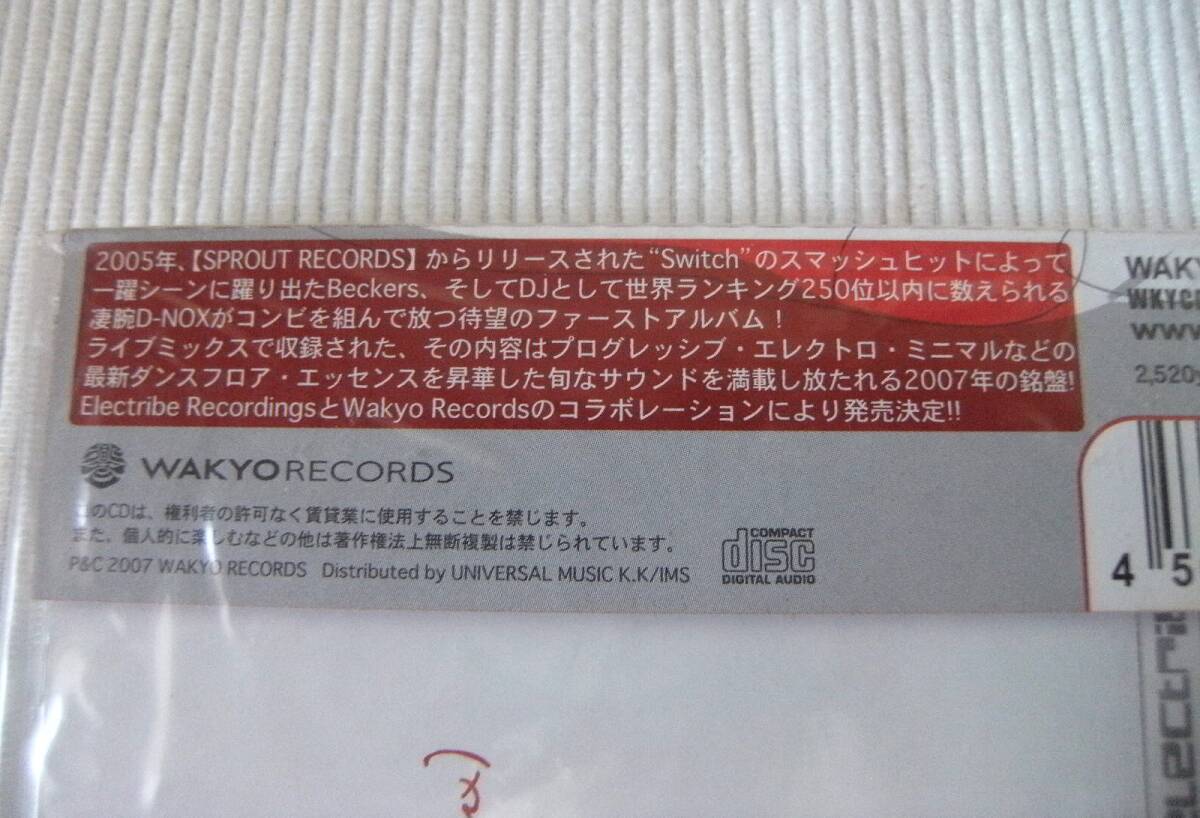 2005年、【SPROUT RECORDS】からリリースされた“Switch”のスマッシュヒットによって
一躍シーンに躍り出たBeckers、そしてDJとして世界ランキング250位以内に数えられる
凄腕D-NOXがコンビを組んで放つ待望のファーストアルバム！
ライブミックスで収録された、その内容はプログレッシブ・エレクトロ・ミニマルなどの
最新ダンスフロア・エッセンスを昇華した旬なサウンドを満載し放たれる2007年の銘盤!
Electribe RecordingsとWakyo Recordsのコラボレーションにより発売決定!!
WAKY
WKYC
WWW
2,520
響 WAKYORECORDS
このCDは、権利者の許可なく賃貸業に使用することを禁じます。
また、個人的に楽しむなどの他は著作権法上無断複製は禁じられています。
P&C 2007 WAKYO RECORDS Distributed by UNIVERSAL MUSIC K.K/IMS
COMPACT
disc
DIGITAL AUDIO
4 5
electri